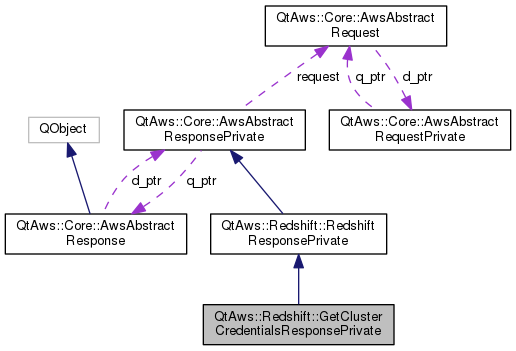 QtAws::Core::AwsAbstract
Request
request
q_ptr
d_ptr
QObject
QtAws::Core::AwsAbstract
ResponsePrivate
QtAws::Core::AwsAbstract
RequestPrivate
d_ptr
q_ptr
QtAws::Core::AwsAbstract
Response
QtAws::Redshift::Redshift
ResponsePrivate
QtAws::Redshift::GetCluster
CredentialsResponsePrivate